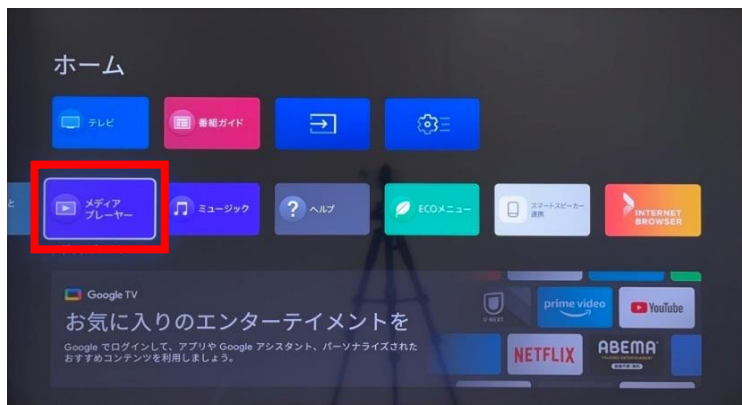 ホーム
テレビ
番組ガイド
と
メディア
プレーヤー
ミュージック
?
ヘルプ
ECOメニュー
スマートスピーカー
連携
INTERNET
BROWSER
Google TV
お気に入りのエンターテイメントを
Google でログインして、アプリや Google アシスタント、パーソナライズされた
おすすめコンテンツを利用しましょう。
U-NEXT
prime video
YouTube
NETFLIX
ABEMA